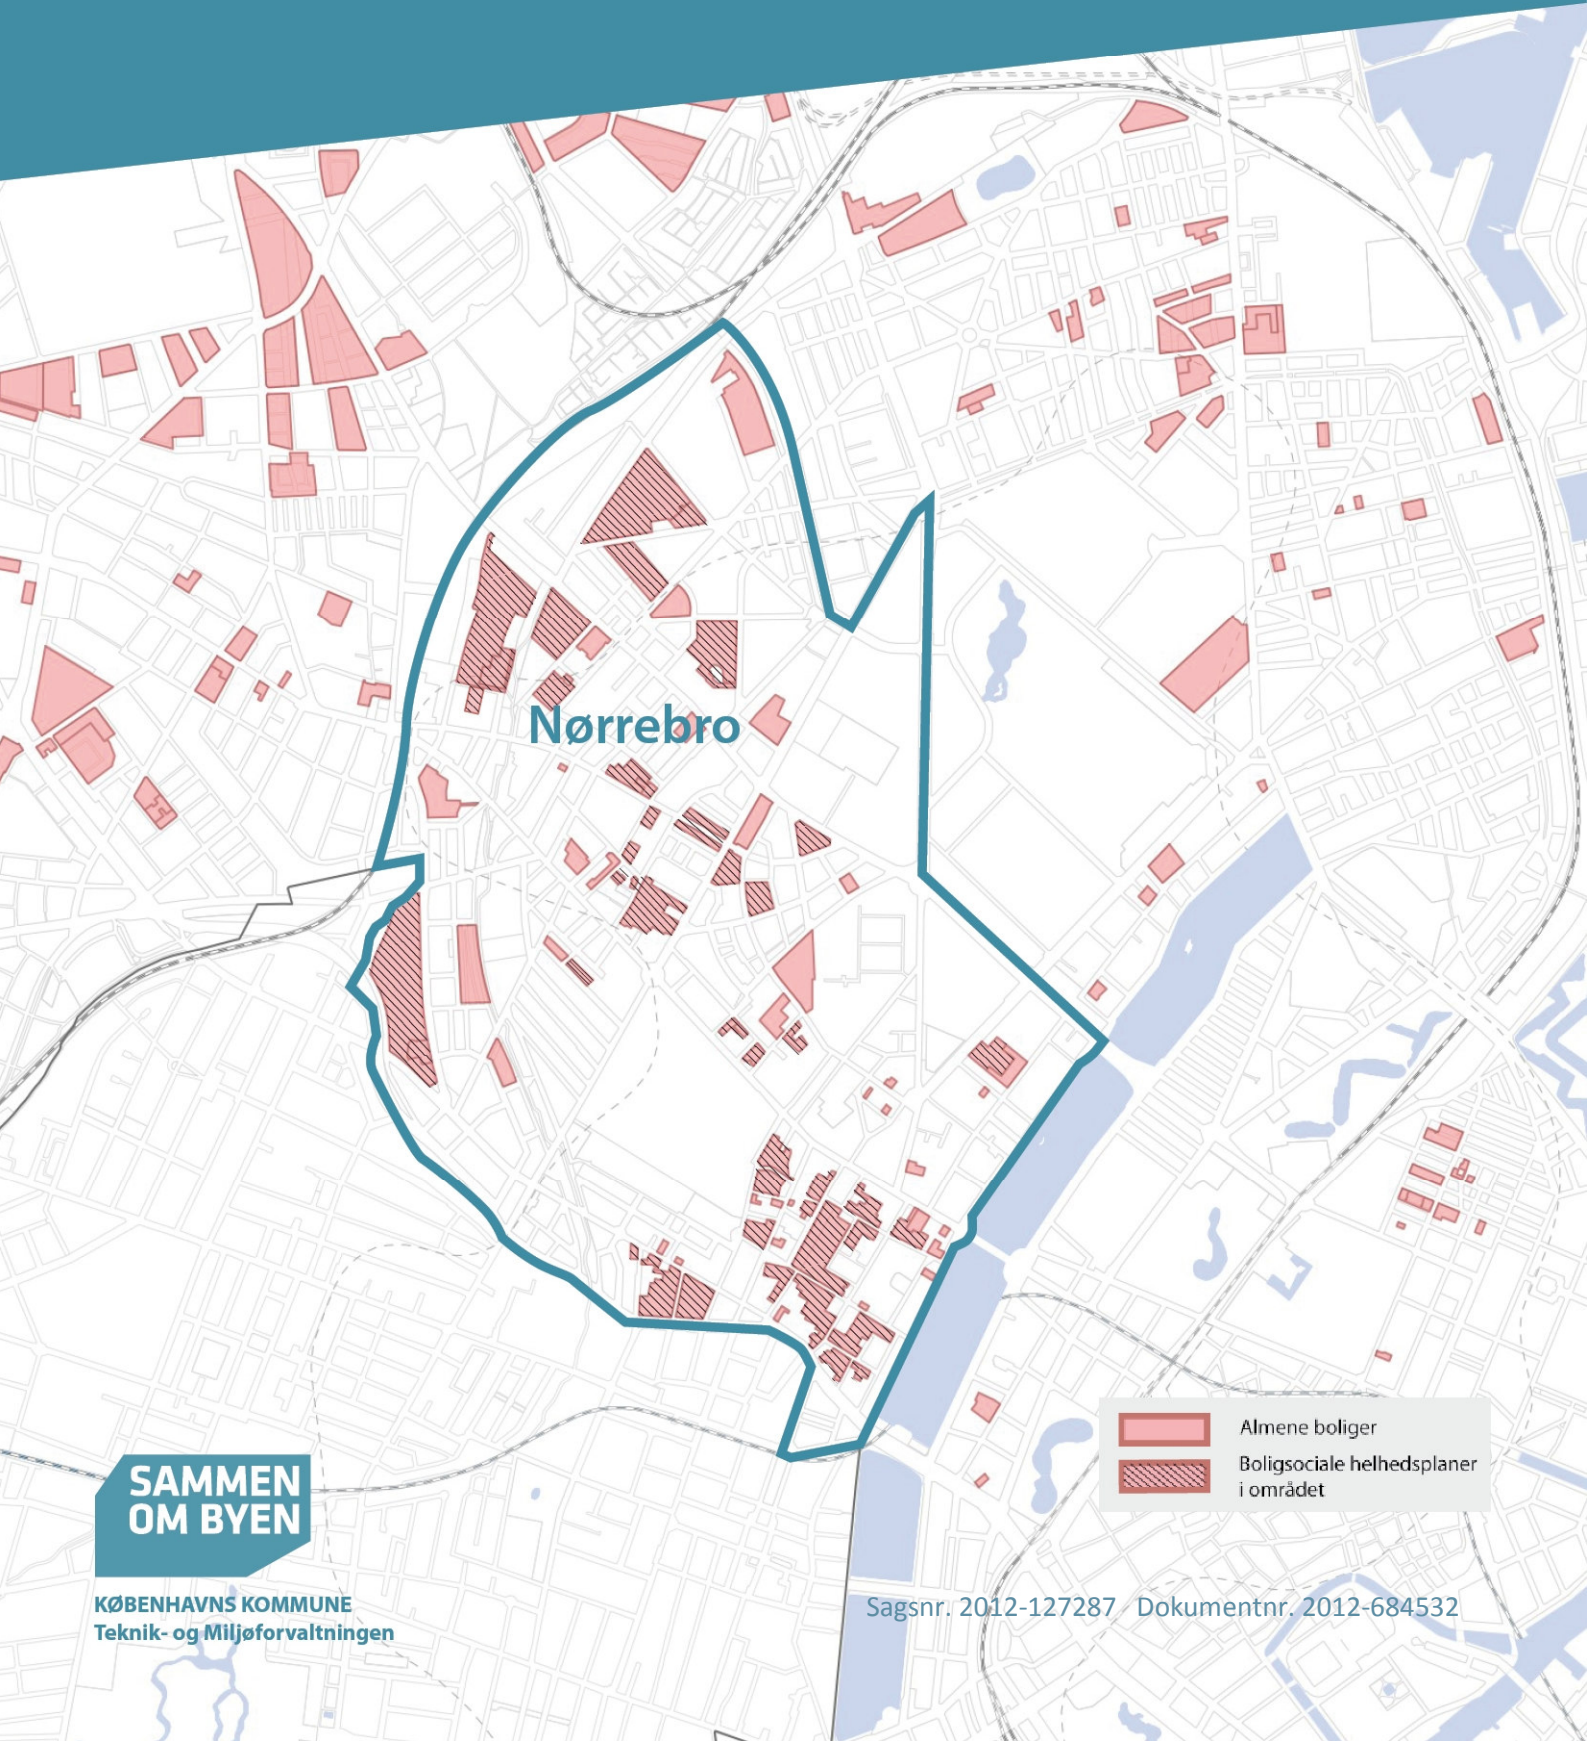 Nørrebro
Almene boliger
Boligsociale helhedsplaner
i området
SAMMEN
OM BYEN
KØBENHAVNS KOMMUNE
Teknik- og Miljøforvaltningen
Sagsnr. 2012-127287 Dokumentnr. 2012-684532